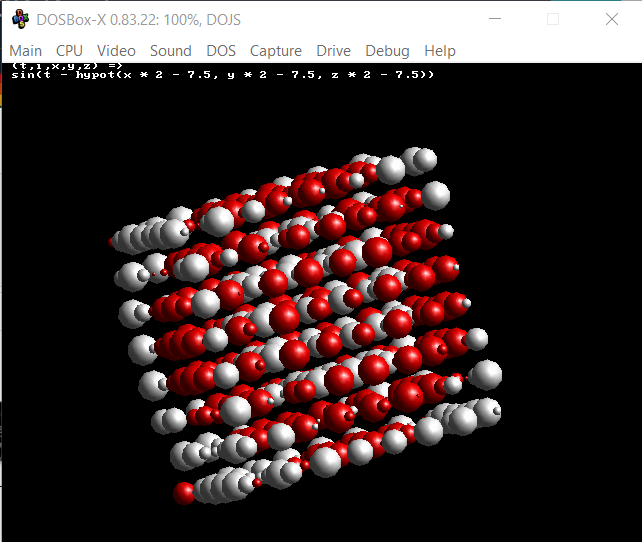 DOSBox-X 0.83.22: 100%, DOJS
Main CPU Video Sound DOS Capture Drive Debug Help
(t,i,x,y,z) =>
sin(t - hypot(x * 2 - 7.5, y * 2 - 7.5, z * 2 - 7.5))